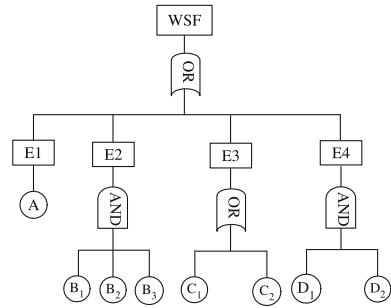 WSF
OR
E1 E2 E3 E4
A AND OR AND
B1 B2 B3 C1 C2 D1 D2